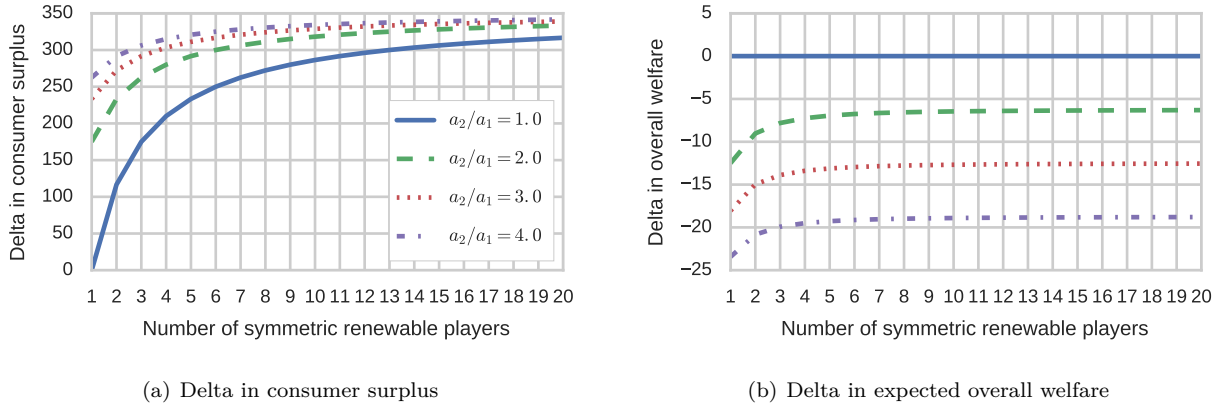 350
300
250
200
150
100
50
0
Delta in consumer surplus
a₂/a₁ = 1.0
a₂/a₁ = 2.0
a₂/a₁ = 3.0
a₂/a₁ = 4.0
1 2 3 4 5 6 7 8 9 10 11 12 13 14 15 16 17 18 19 20
Number of symmetric renewable players
(a) Delta in consumer surplus
5
0
−5
−10
−15
−20
−25
Delta in overall welfare
1 2 3 4 5 6 7 8 9 10 11 12 13 14 15 16 17 18 19 20
Number of symmetric renewable players
(b) Delta in expected overall welfare